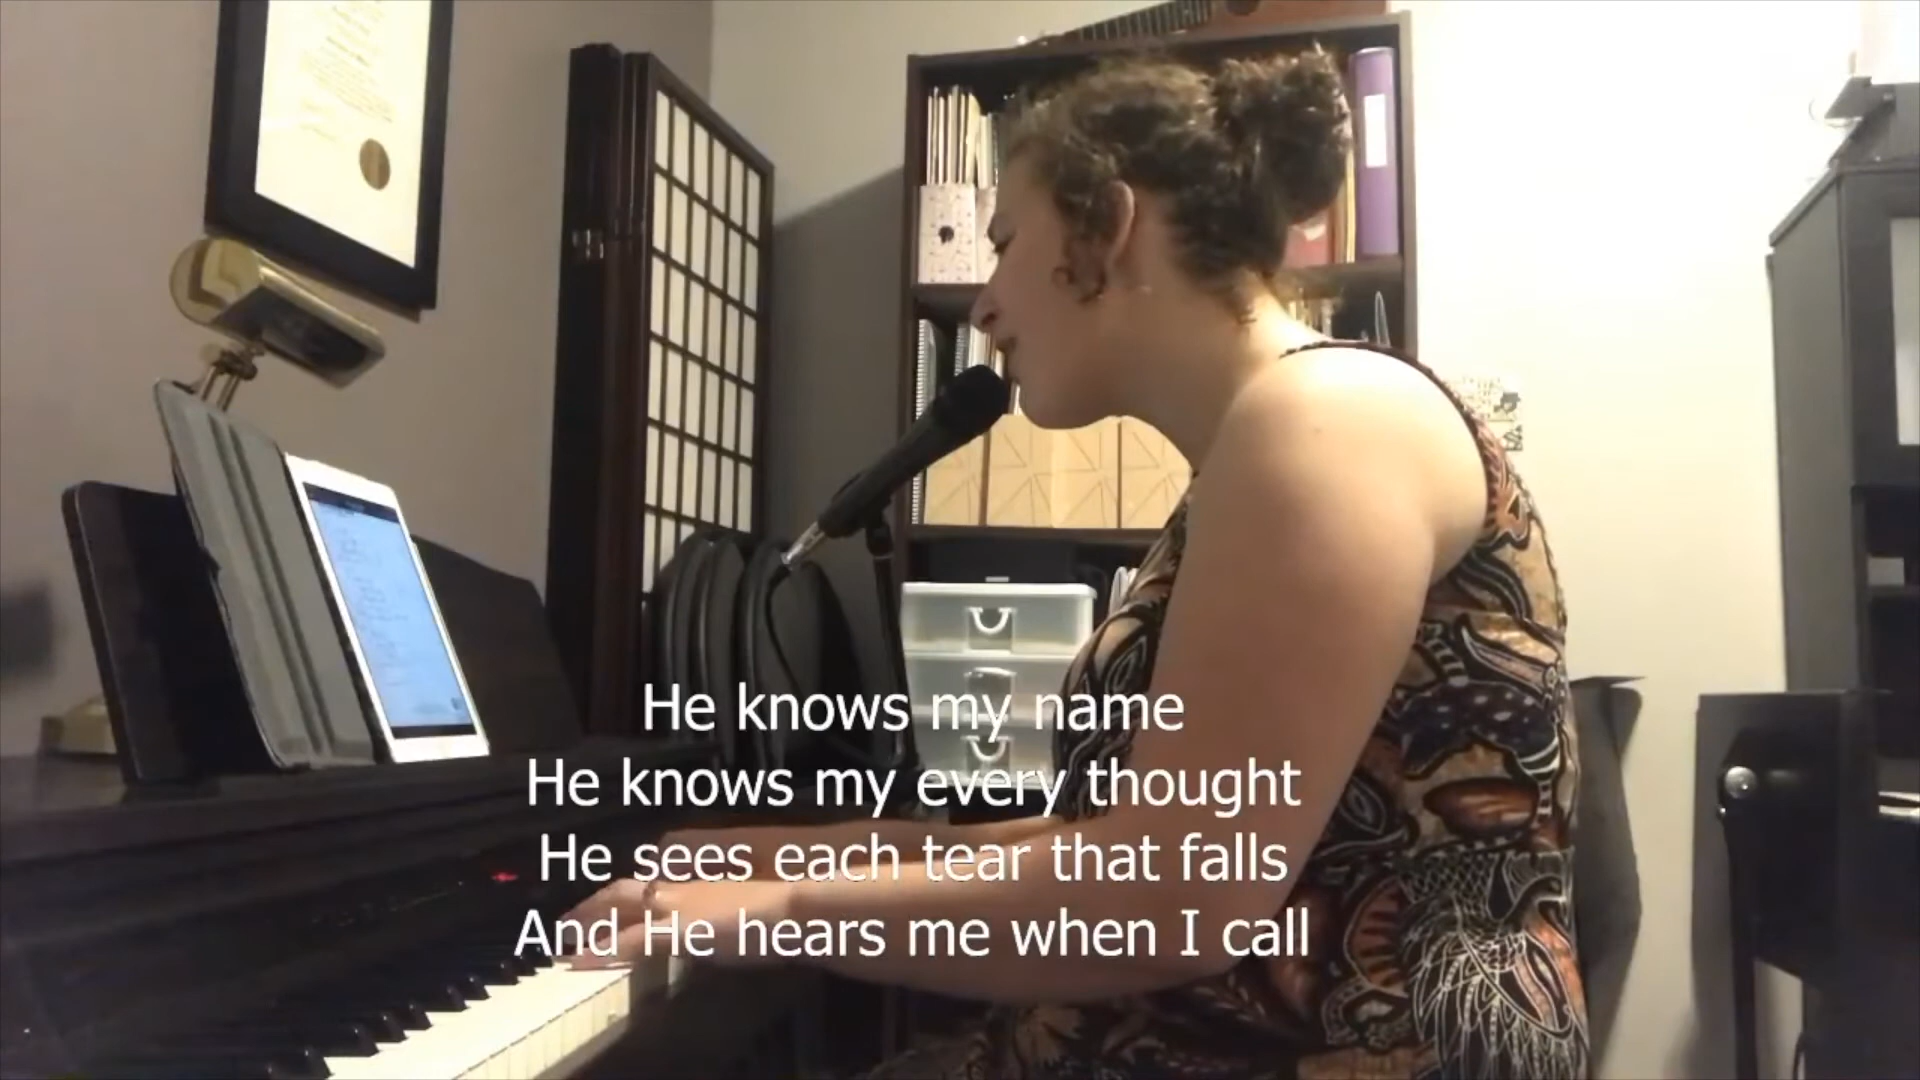 He knows my name
He knows my every thought
He sees each tear that falls
And He hears me when I call